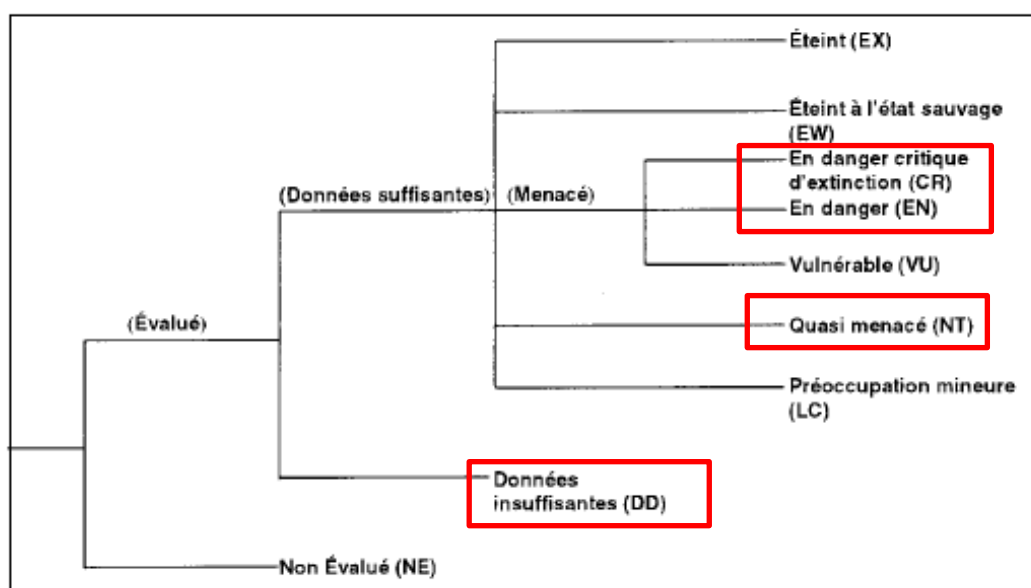 Éteint (EX)
Éteint à l'état sauvage
(EW)
En danger critique
d'extinction (CR)
(Données suffisantes) (Menacé)
En danger (EN)
Vulnérable (VU)
(Évalué)
Quasi menacé (NT)
Préoccupation mineure
(LC)
Données
insuffisantes (DD)
Non Évalué (NE)